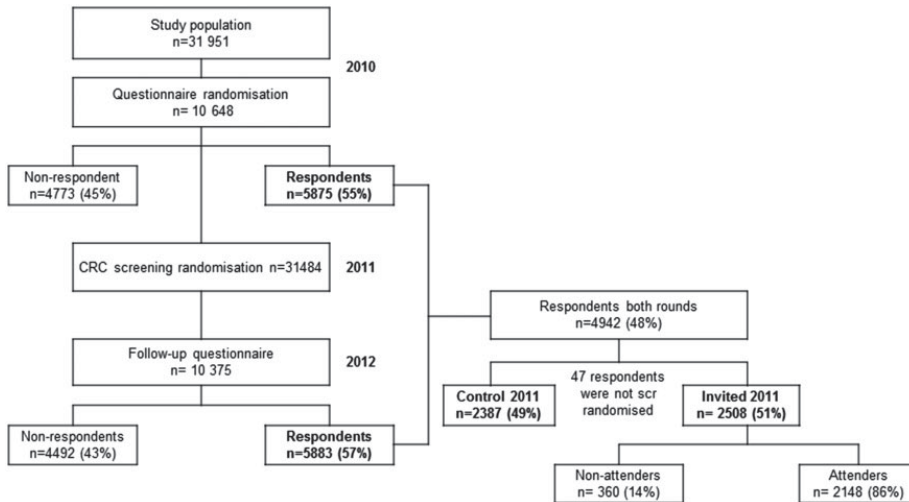 Study population
n=31 951
2010
Questionnaire randomisation
n= 10 648
Non-respondent
n=4773 (45%)
Respondents
n=5875 (55%)
CRC screening randomisation n=31484
2011
Respondents both rounds
n=4942 (48%)
Follow-up questionnaire
n= 10 375
2012
Control 2011
n=2387 (49%)
47 respondents
were not scr
randomised
Invited 2011
n= 2508 (51%)
Non-respondents
n=4492 (43%)
Respondents
n=5883 (57%)
Non-attenders
n= 360 (14%)
Attenders
n= 2148 (86%)